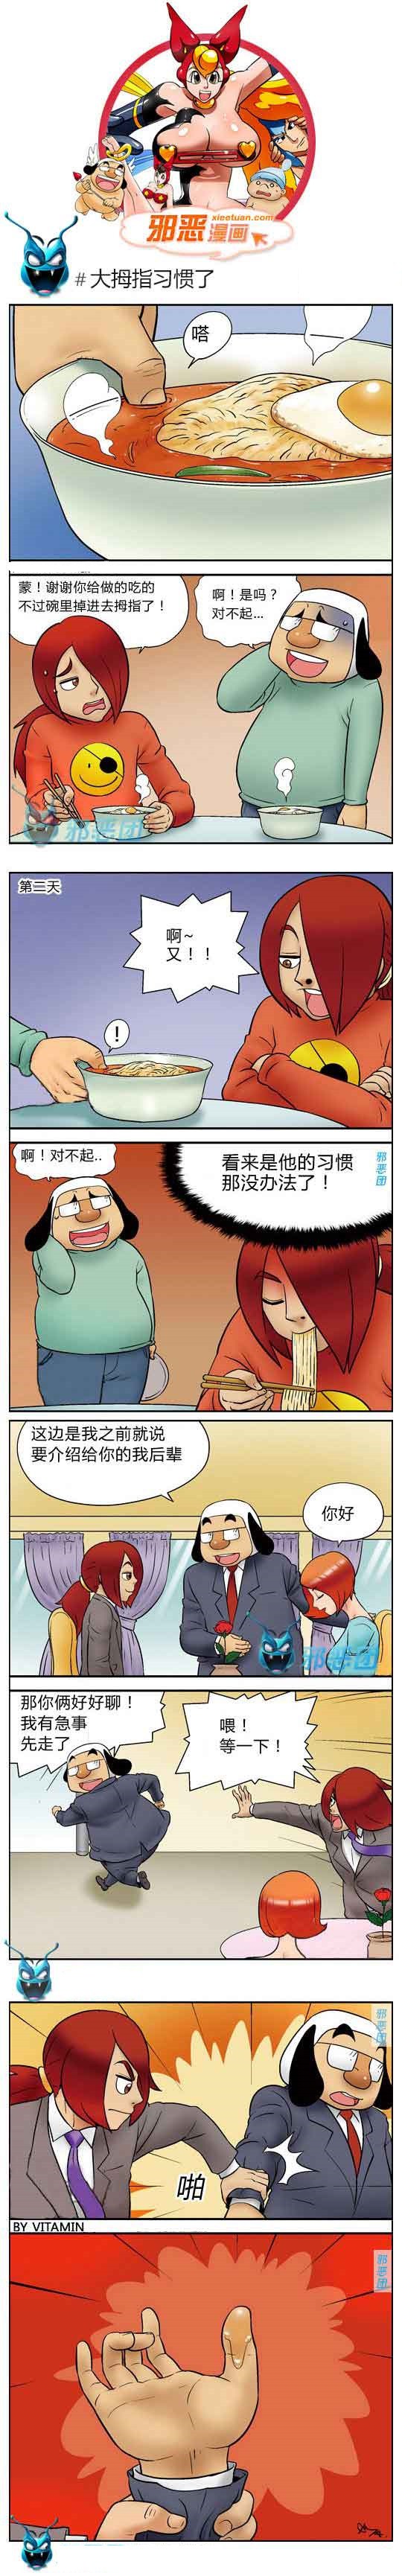 xieetuan.com
邪恶漫画
#大拇指习惯了
嗒
蒙！谢谢你给做的吃的
不过碗里掉进去拇指了！
啊！是吗？
对不起...
邪恶团
第二天
啊~
又！！
！
啊！对不起..
看来是他的习惯
那没办法了！
邪恶团
这边是我之前就说
要介绍给你的我后辈
你好
邪恶团
那你俩好好聊！
我有急事
先走了
喂！
等一下！
邪恶团
啪
BY VITAMIN
邪恶团